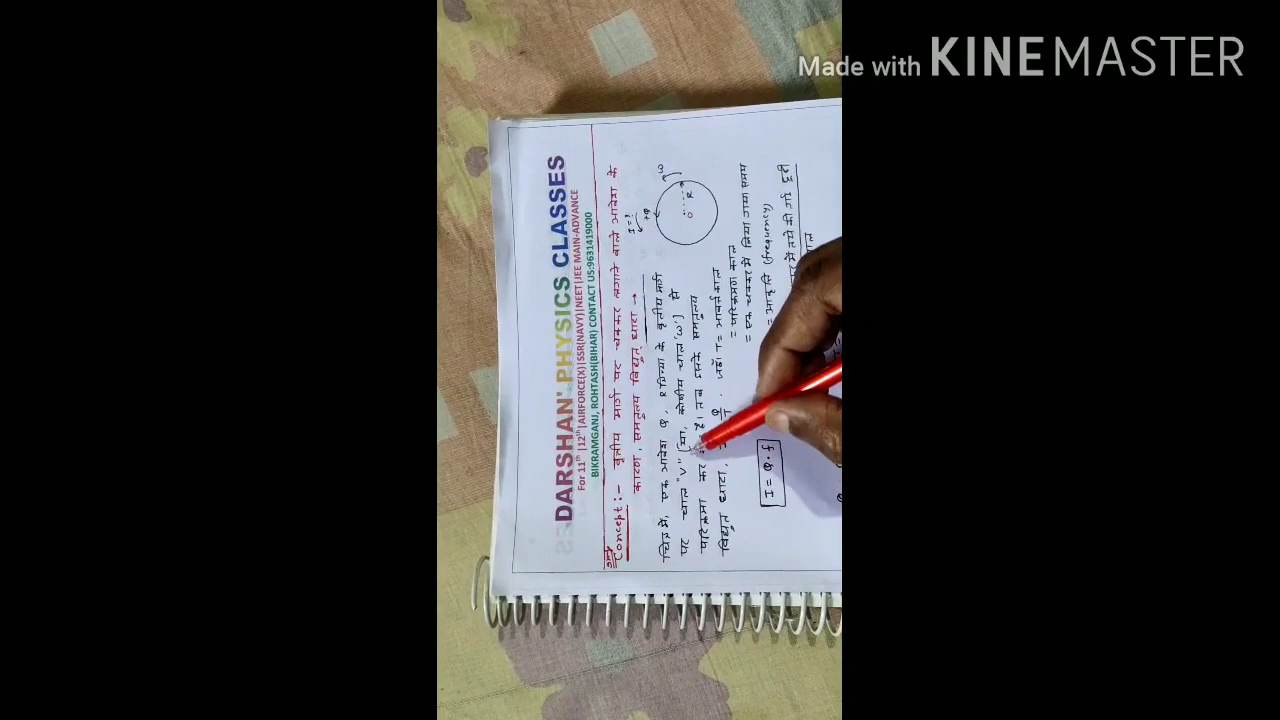 Made with KINEMASTER
DARSHAN' PHYSICS CLASSES
For 11th |12th|AIRFORCE(X)|SSR(NAVY)|NEET|JEE MAIN-ADVANCE
BIKRAMGANJ, ROHTASH(BIHAR) CONTACT US:9631419000
Concept:- वृत्तीय मार्ग पर चक्कर लगाने वाले आवेश के
कारण, समतुल्य विद्युत् धारा →
I=?
+Q
ω
R
O
चित्र में, एक आवेश Q, R त्रिज्या के वृत्तीय मार्ग
पर चाल "v" (या, कोणीय चाल 'ω') से
परिक्रमा कर है। तब इसके समतुल्य
विद्युत धारा, Q . जहाँ T = आवर्तकाल
= परिक्रमण काल
= एक चक्कर में लिया गया समय
I = Q·f
= आवृत्ति (frequency)
में तय की गई दूरी